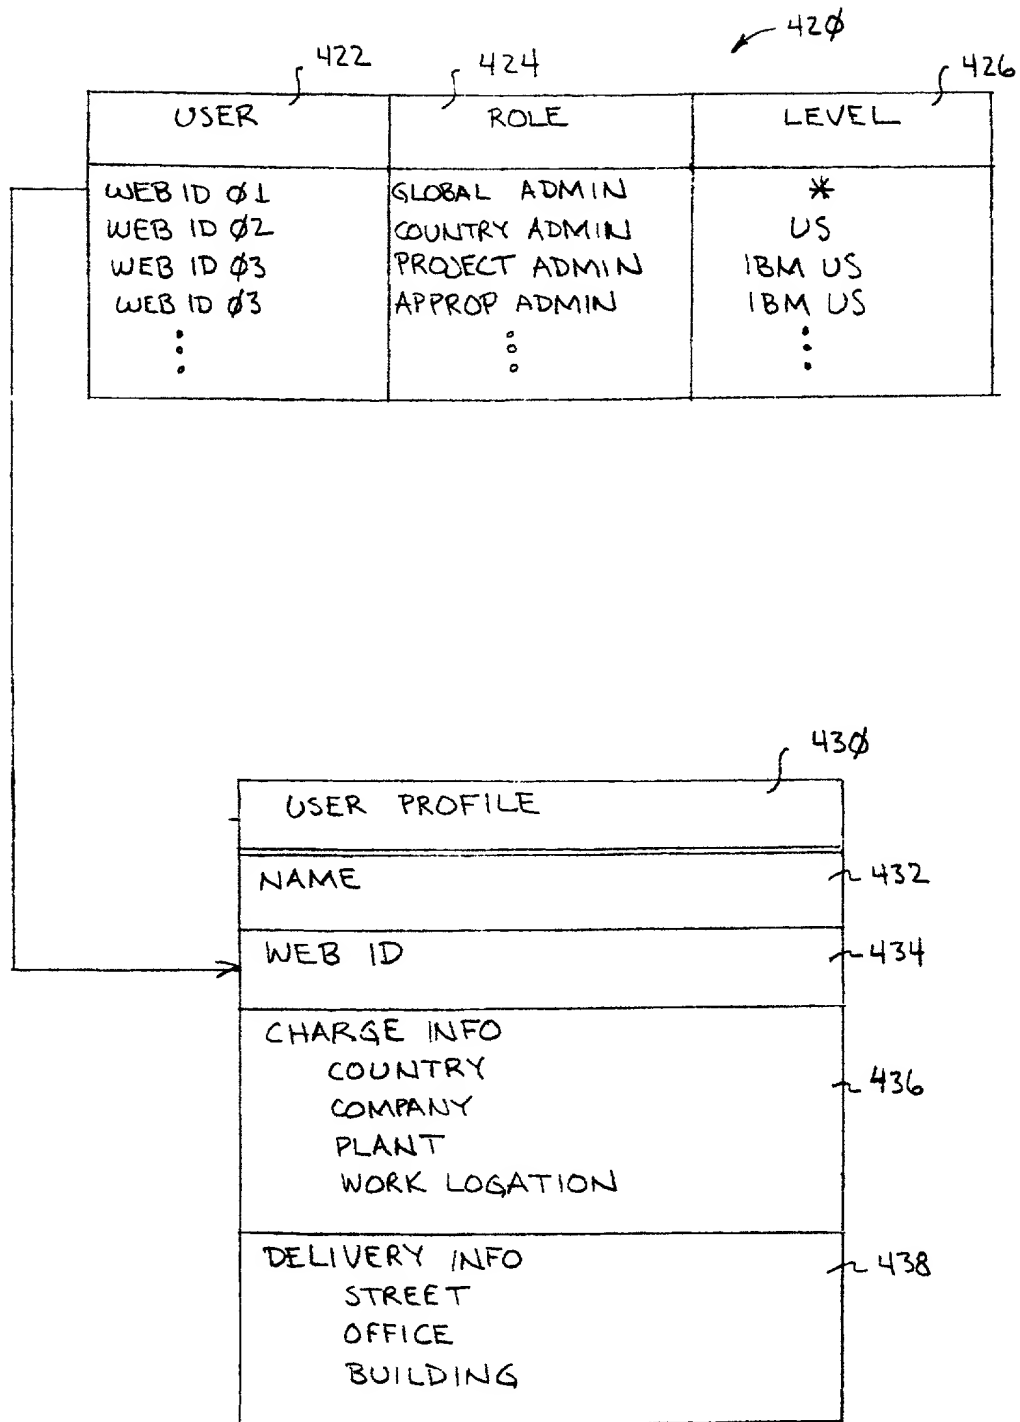 42Ø
422 424 426
USER ROLE LEVEL
WEB ID Ø1 GLOBAL ADMIN *
WEB ID Ø2 COUNTRY ADMIN US
WEB ID Ø3 PROJECT ADMIN IBM US
WEB ID Ø3 APPROP ADMIN IBM US
43Ø
USER PROFILE
NAME 432
WEB ID 434
CHARGE INFO
COUNTRY 436
COMPANY
PLANT
WORK LOGATION
DELIVERY INFO 438
STREET
OFFICE
BUILDING